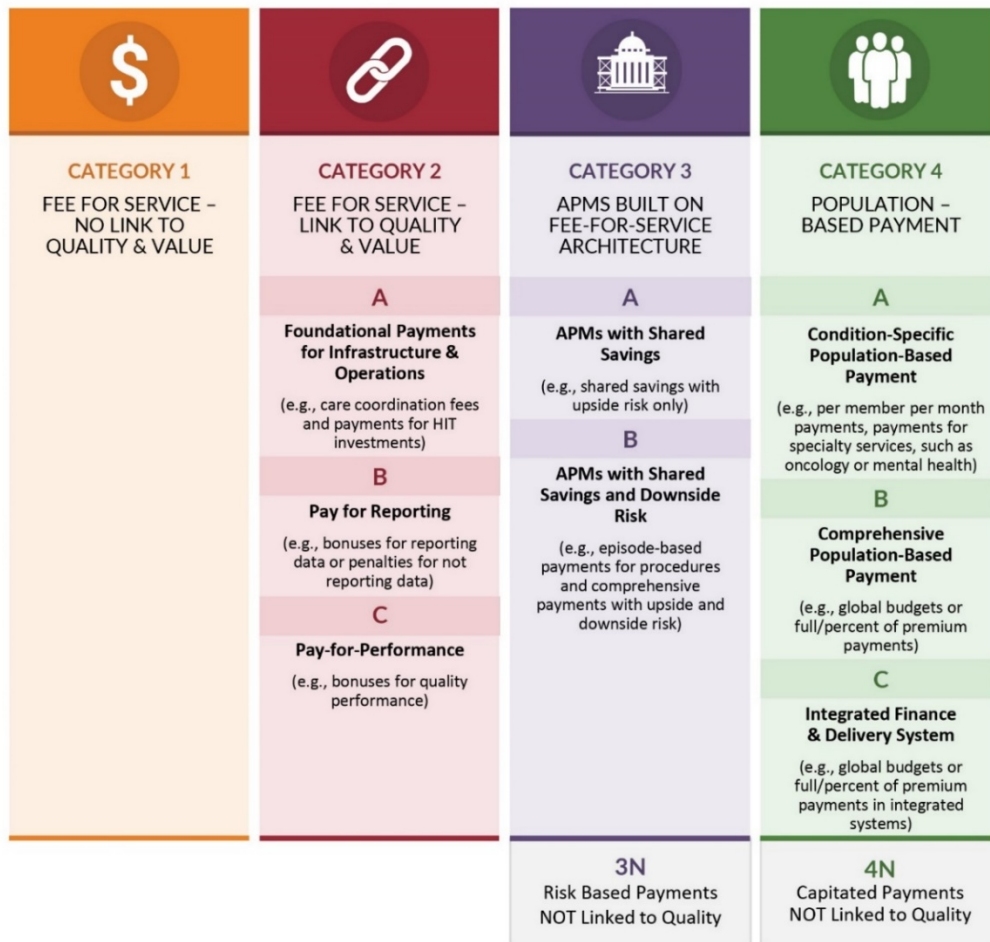 $
CATEGORY 1
FEE FOR SERVICE –
NO LINK TO
QUALITY & VALUE
CATEGORY 2
FEE FOR SERVICE –
LINK TO QUALITY
& VALUE
A
Foundational Payments
for Infrastructure &
Operations
(e.g., care coordination fees
and payments for HIT
investments)
B
Pay for Reporting
(e.g., bonuses for reporting
data or penalties for not
reporting data)
C
Pay-for-Performance
(e.g., bonuses for quality
performance)
CATEGORY 3
APMS BUILT ON
FEE-FOR-SERVICE
ARCHITECTURE
A
APMs with Shared
Savings
(e.g., shared savings with
upside risk only)
B
APMs with Shared
Savings and Downside
Risk
(e.g., episode-based
payments for procedures
and comprehensive
payments with upside and
downside risk)
3N
Risk Based Payments
NOT Linked to Quality
CATEGORY 4
POPULATION –
BASED PAYMENT
A
Condition-Specific
Population-Based
Payment
(e.g., per member per month
payments, payments for
specialty services, such as
oncology or mental health)
B
Comprehensive
Population-Based
Payment
(e.g., global budgets or
full/percent of premium
payments)
C
Integrated Finance
& Delivery System
(e.g., global budgets or
full/percent of premium
payments in integrated
systems)
4N
Capitated Payments
NOT Linked to Quality